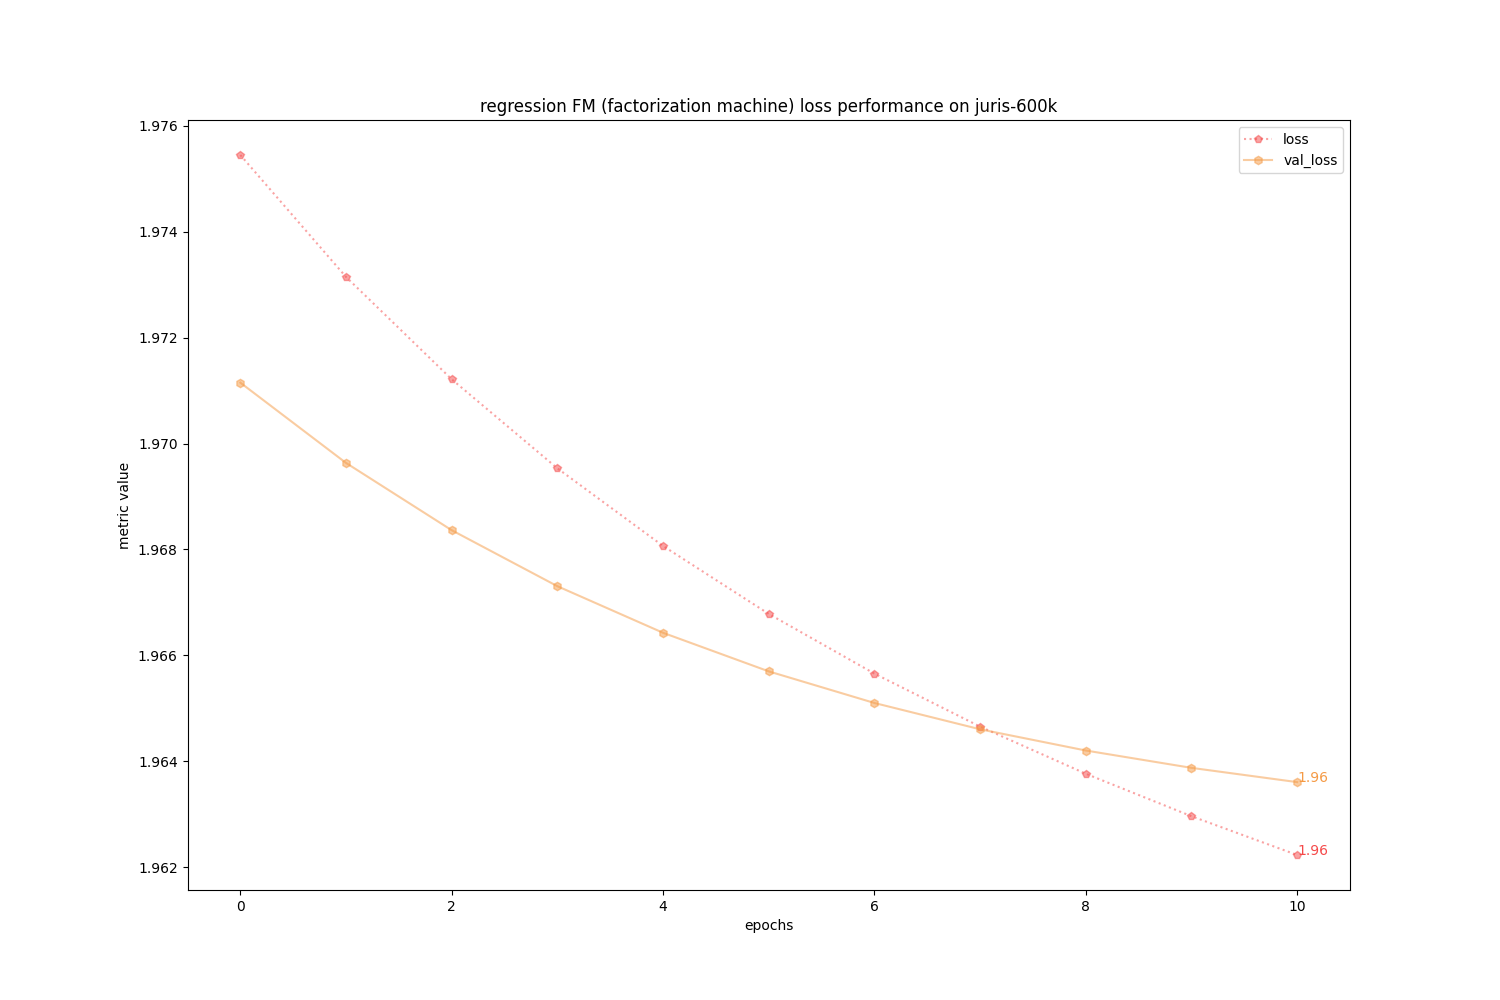 regression FM (factorization machine) loss performance on juris-600k
loss
val_loss
metric value
1.976
1.974
1.972
1.970
1.968
1.966
1.964
1.962
1.96
1.96
0 2 4 6 8 10
epochs